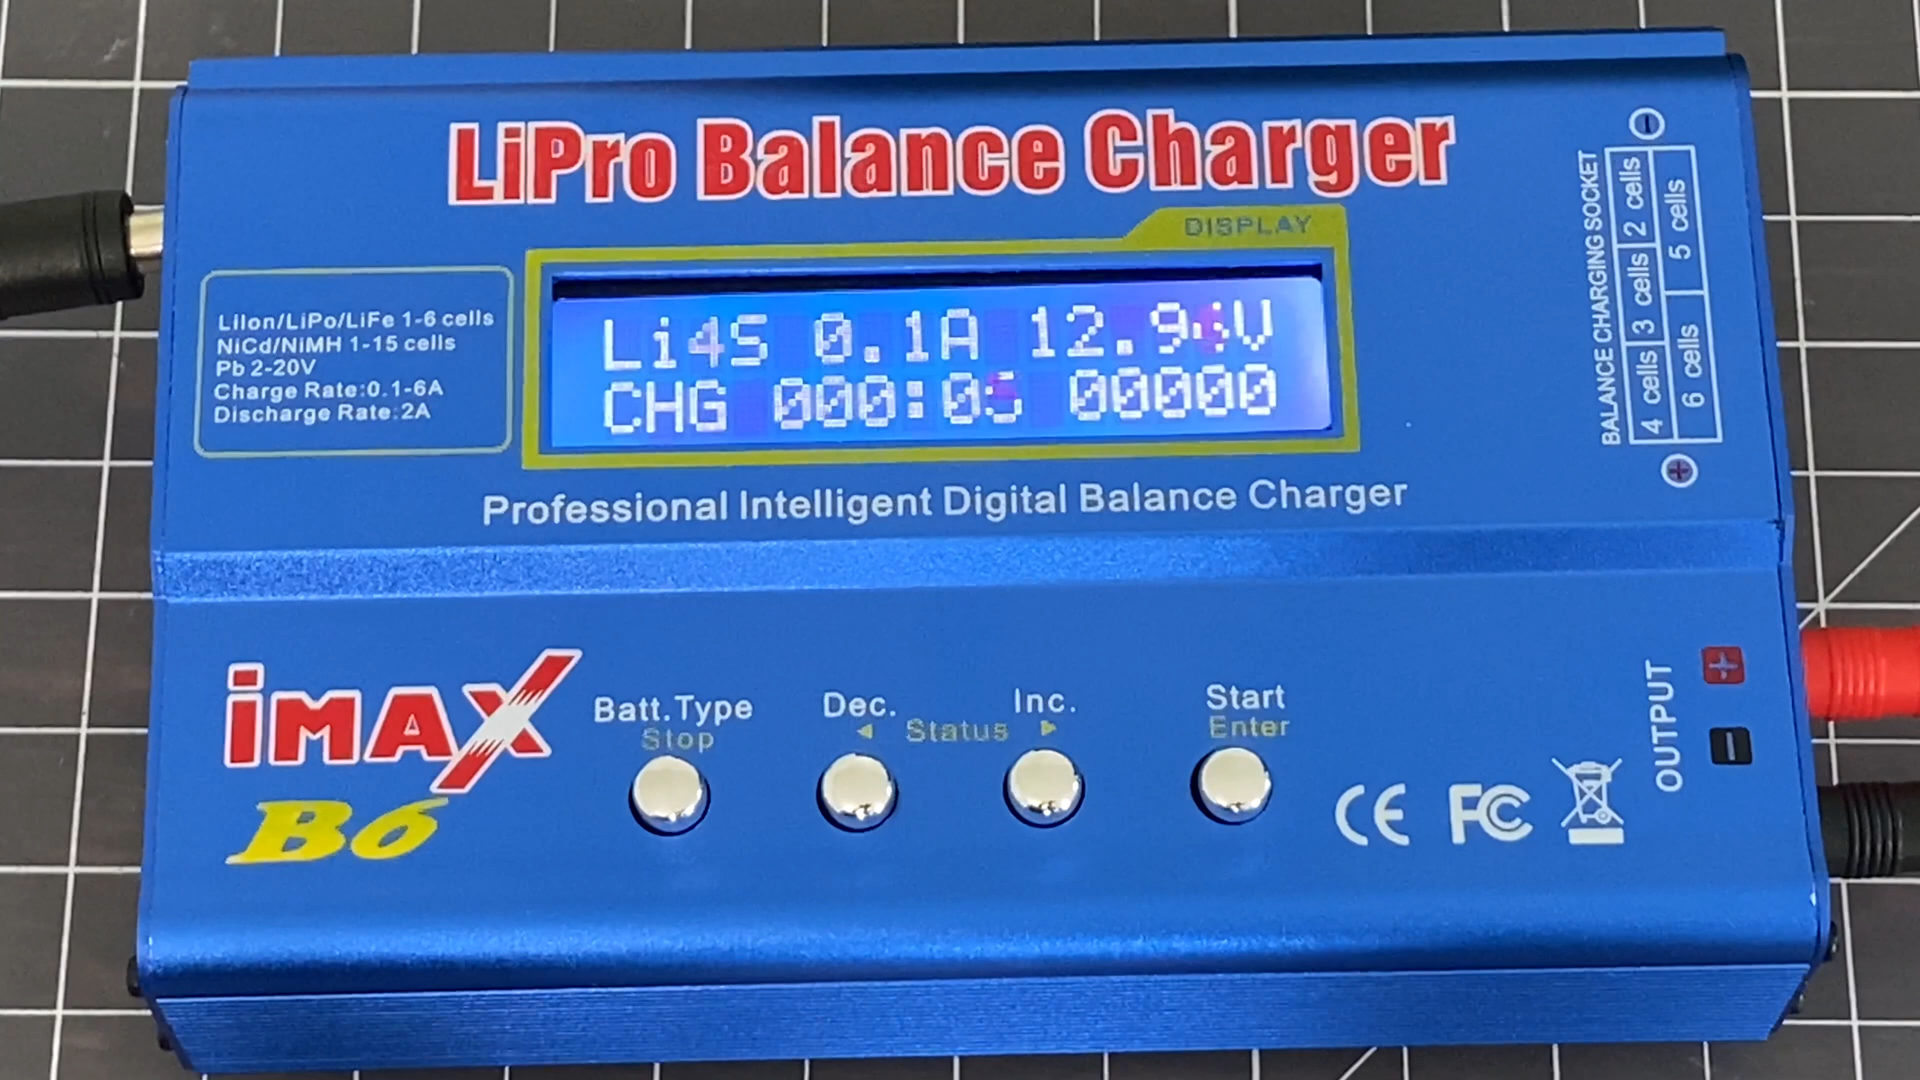 LiPro Balance Charger
DISPLAY
Li4S 0.1A
CHG 000:05 00000
LiIon/LiPo/LiFe 1-6 cells
NiCd/NiMH 1-15 cells
Pb 2-20V
Charge Rate:0.1-6A
Discharge Rate:2A
Professional Intelligent Digital Balance Charger
BALANCE CHARGING SOCKET
4 cells 3 cells 2 cells
6 cells 5 cells
iMAX
B6
Batt.Type
Stop
Dec.
Status
Inc.
Start
Enter
CE FC
OUTPUT
+
-